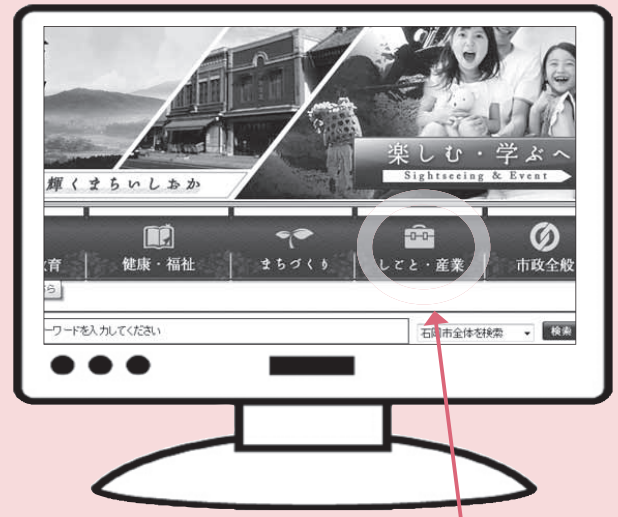 楽しむ・学ぶへ
Sightseeing & Event
輝くまちいしおか
育
健康・福祉
まちづくり
しごと・産業
市政全般
ら
ーワードを入力してください
石岡市全体を検索
検索